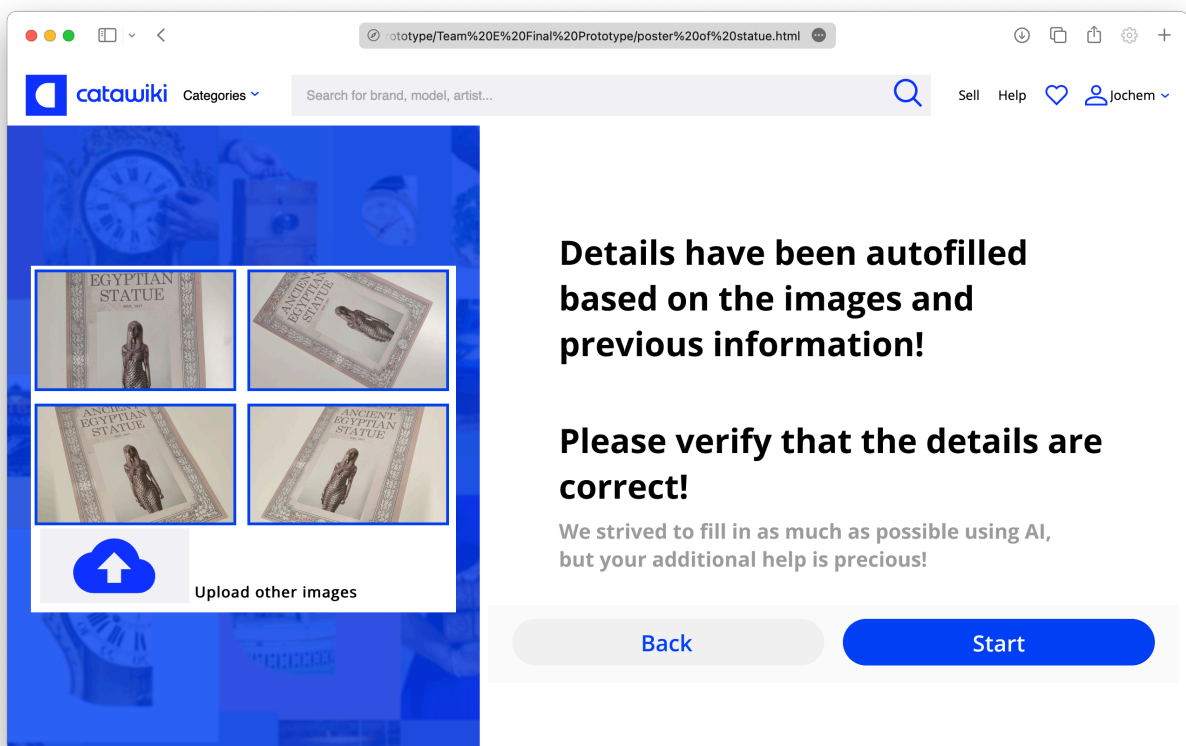 ototype/Team%20E%20Final%20Prototype/poster%20of%20statue.html
catawiki
Categories
Search for brand, model, artist...
Sell
Help
Jochem
EGYPTIAN
STATUE
ANCIENT
EGYPTIAN
STATUE
ANCIENT
EGYPTIAN
STATUE
ANCIENT
EGYPTIAN
STATUE
Upload other images
Details have been autofilled
based on the images and
previous information!
Please verify that the details are
correct!
We strived to fill in as much as possible using AI,
but your additional help is precious!
Back
Start